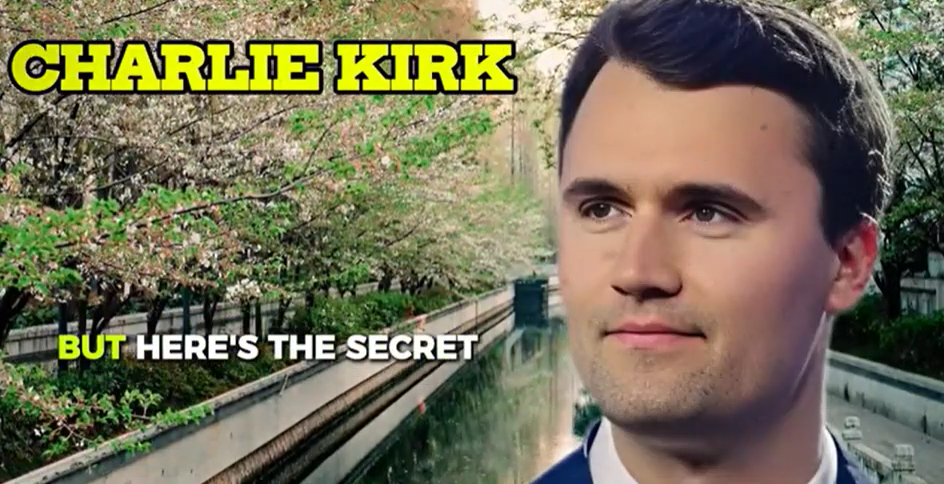 CHARLIE KIRK
BUT HERE'S THE SECRET